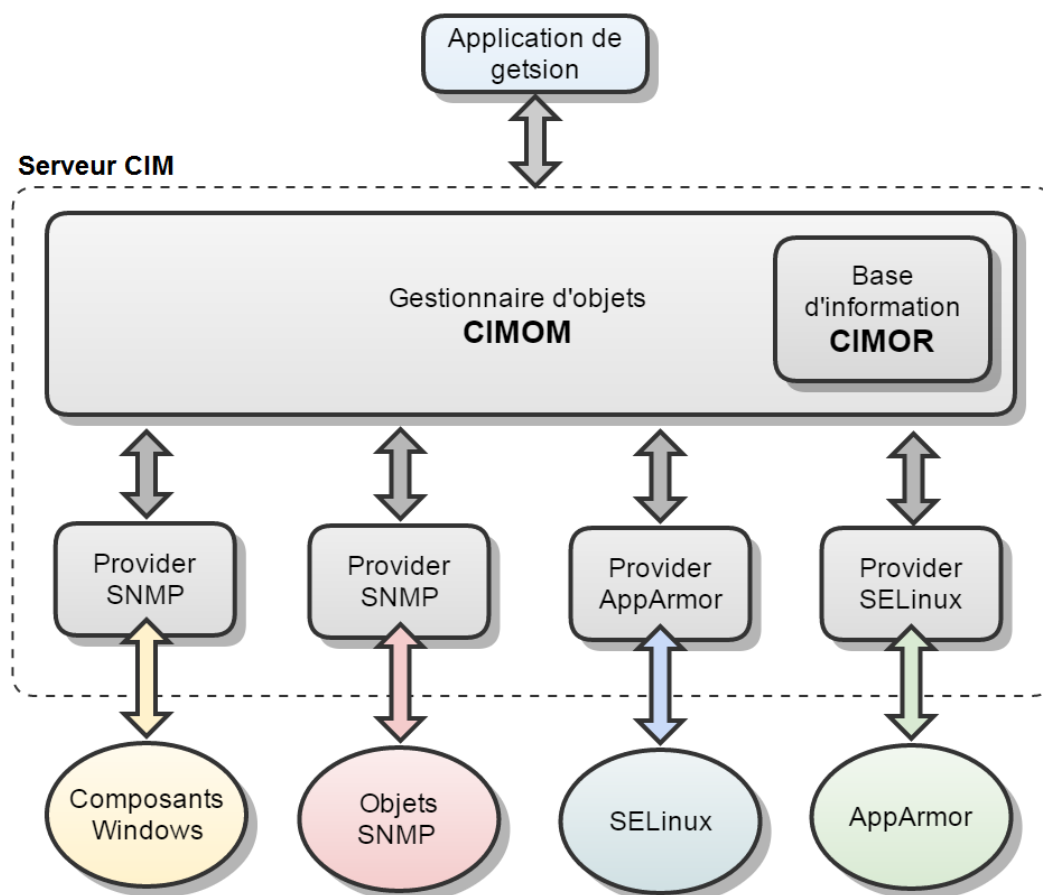 Application de
getsion
Serveur CIM
Gestionnaire d'objets
CIMOM
Base
d'information
CIMOR
Provider
SNMP
Provider
SNMP
Provider
AppArmor
Provider
SELinux
Composants
Windows
Objets
SNMP
SELinux
AppArmor